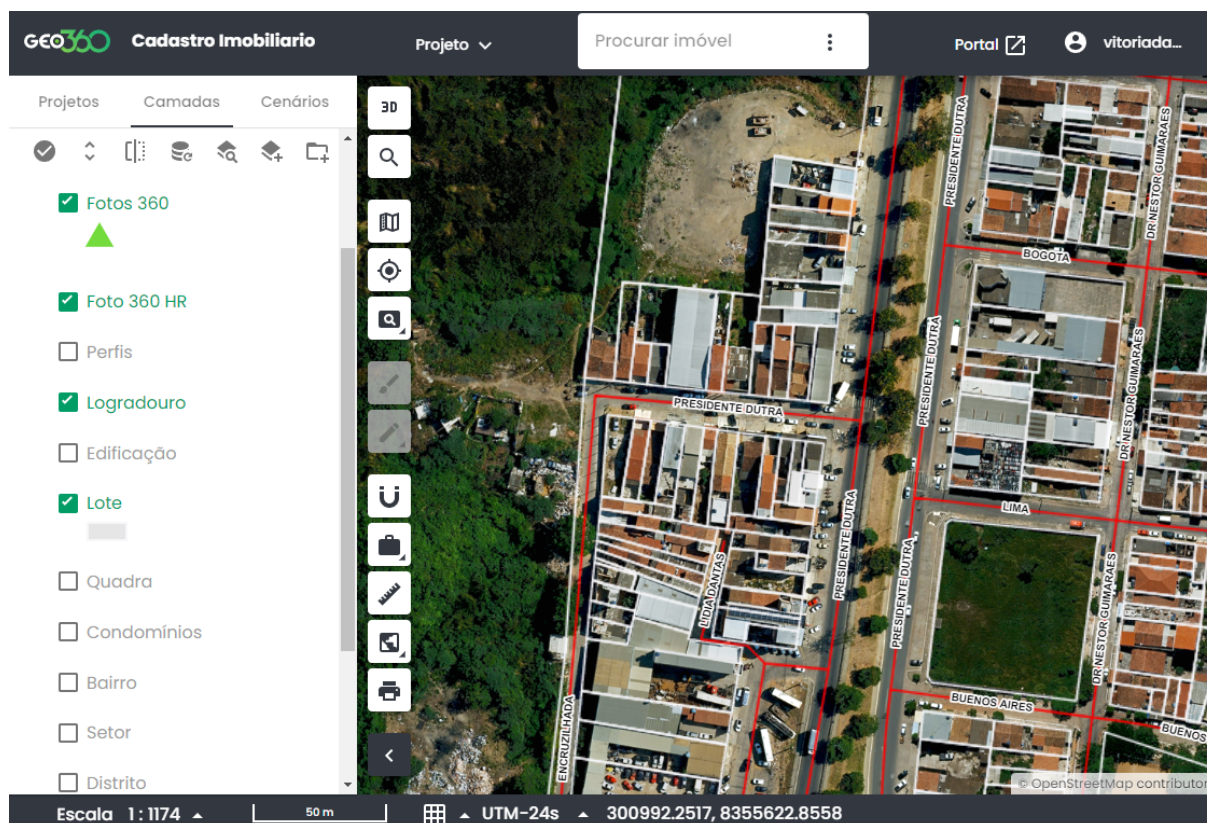 GEO360 Cadastro Imobiliario Projeto Procurar imóvel Portal vitoriada...
Projetos Camadas Cenários
3D
Fotos 360
Foto 360 HR
Perfis
Logradouro
Edificação
Lote
Quadra
Condomínios
Bairro
Setor
Distrito
PRESIDENTE DUTRA
DR NESTOR GUIMARAES
BOGOTÁ
PRESIDENTE DUTRA
DR NESTOR GUIMARAES
PRESIDENTE DUTRA
LIMA
PRESIDENTE DUTRA
PRESIDENTE DUTRA
LIDIA DANTAS
DR NESTOR GUIMARAES
BUENOS AIRES
BUENOS
ENCRUZILHADA
© OpenStreetMap contributor
Escala 1 : 1174 50 m UTM-24s 300992.2517, 8355622.8558